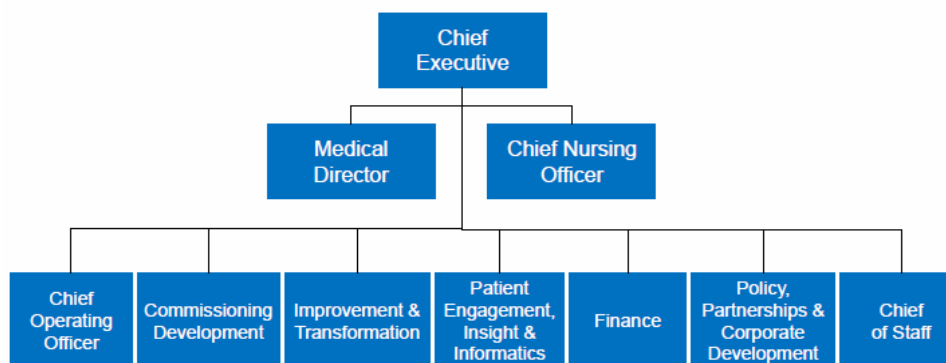 Chief
Executive
Medical
Director
Chief Nursing
Officer
Chief
Operating
Officer
Commissioning
Development
Improvement &
Transformation
Patient
Engagement,
Insight &
Informatics
Finance
Policy,
Partnerships &
Corporate
Development
Chief
of Staff